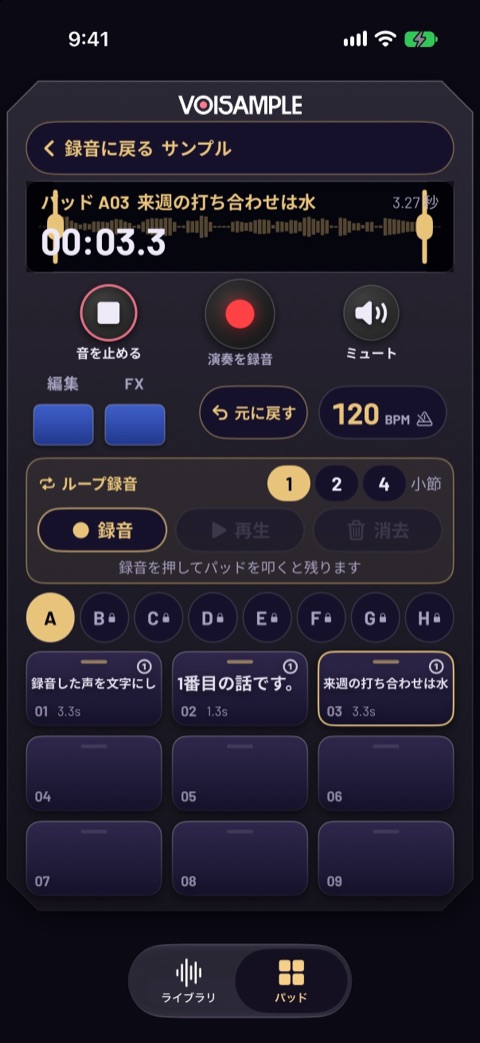 9:41
VOISAMPLE
録音に戻る サンプル
パッド A03 来週の打ち合わせは水
3.27 秒
00:03.3
音を止める
演奏を録音
ミュート
編集
FX
元に戻す
120 BPM
ループ録音
1
2
4
小節
録音
再生
消去
録音を押してパッドを叩くと残ります
A
B
C
D
E
F
G
H
1
録音した声を文字にし
01 3.3s
1
1番目の話です。
02 1.3s
1
来週の打ち合わせは水
03 3.3s
04
05
06
07
08
09
ライブラリ
パッド